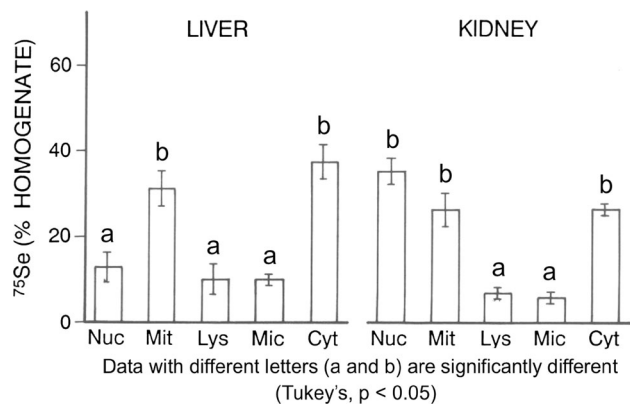 LIVER KIDNEY
60
40
20
0
⁷⁵Se (% HOMOGENATE)
a b a a b b b a a b
Nuc Mit Lys Mic Cyt Nuc Mit Lys Mic Cyt
Data with different letters (a and b) are significantly different
(Tukey's, p < 0.05)